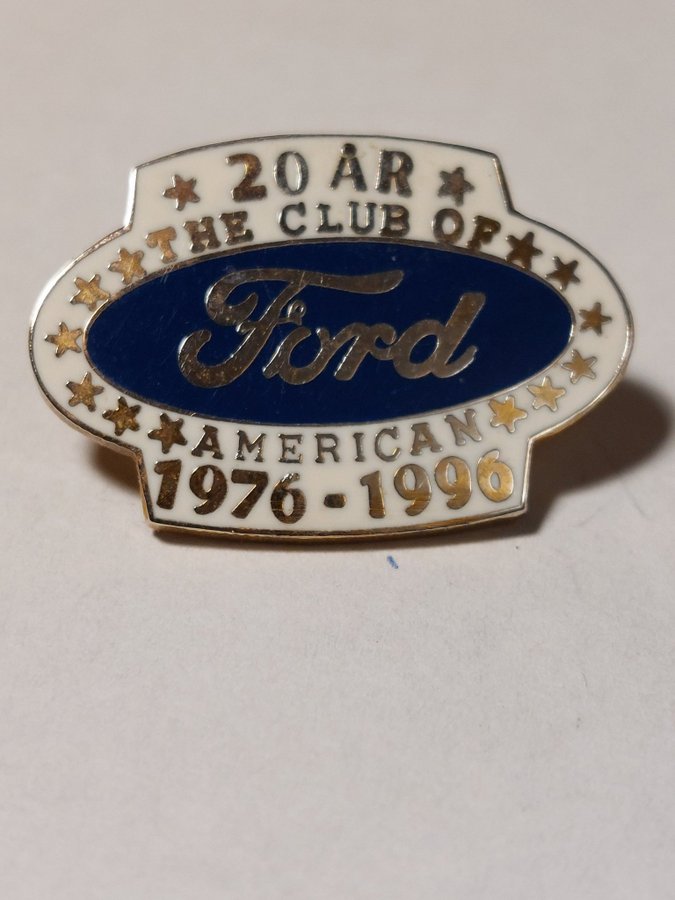 20 ÅR
THE CLUB OF
Ford
AMERICAN
1976-1996